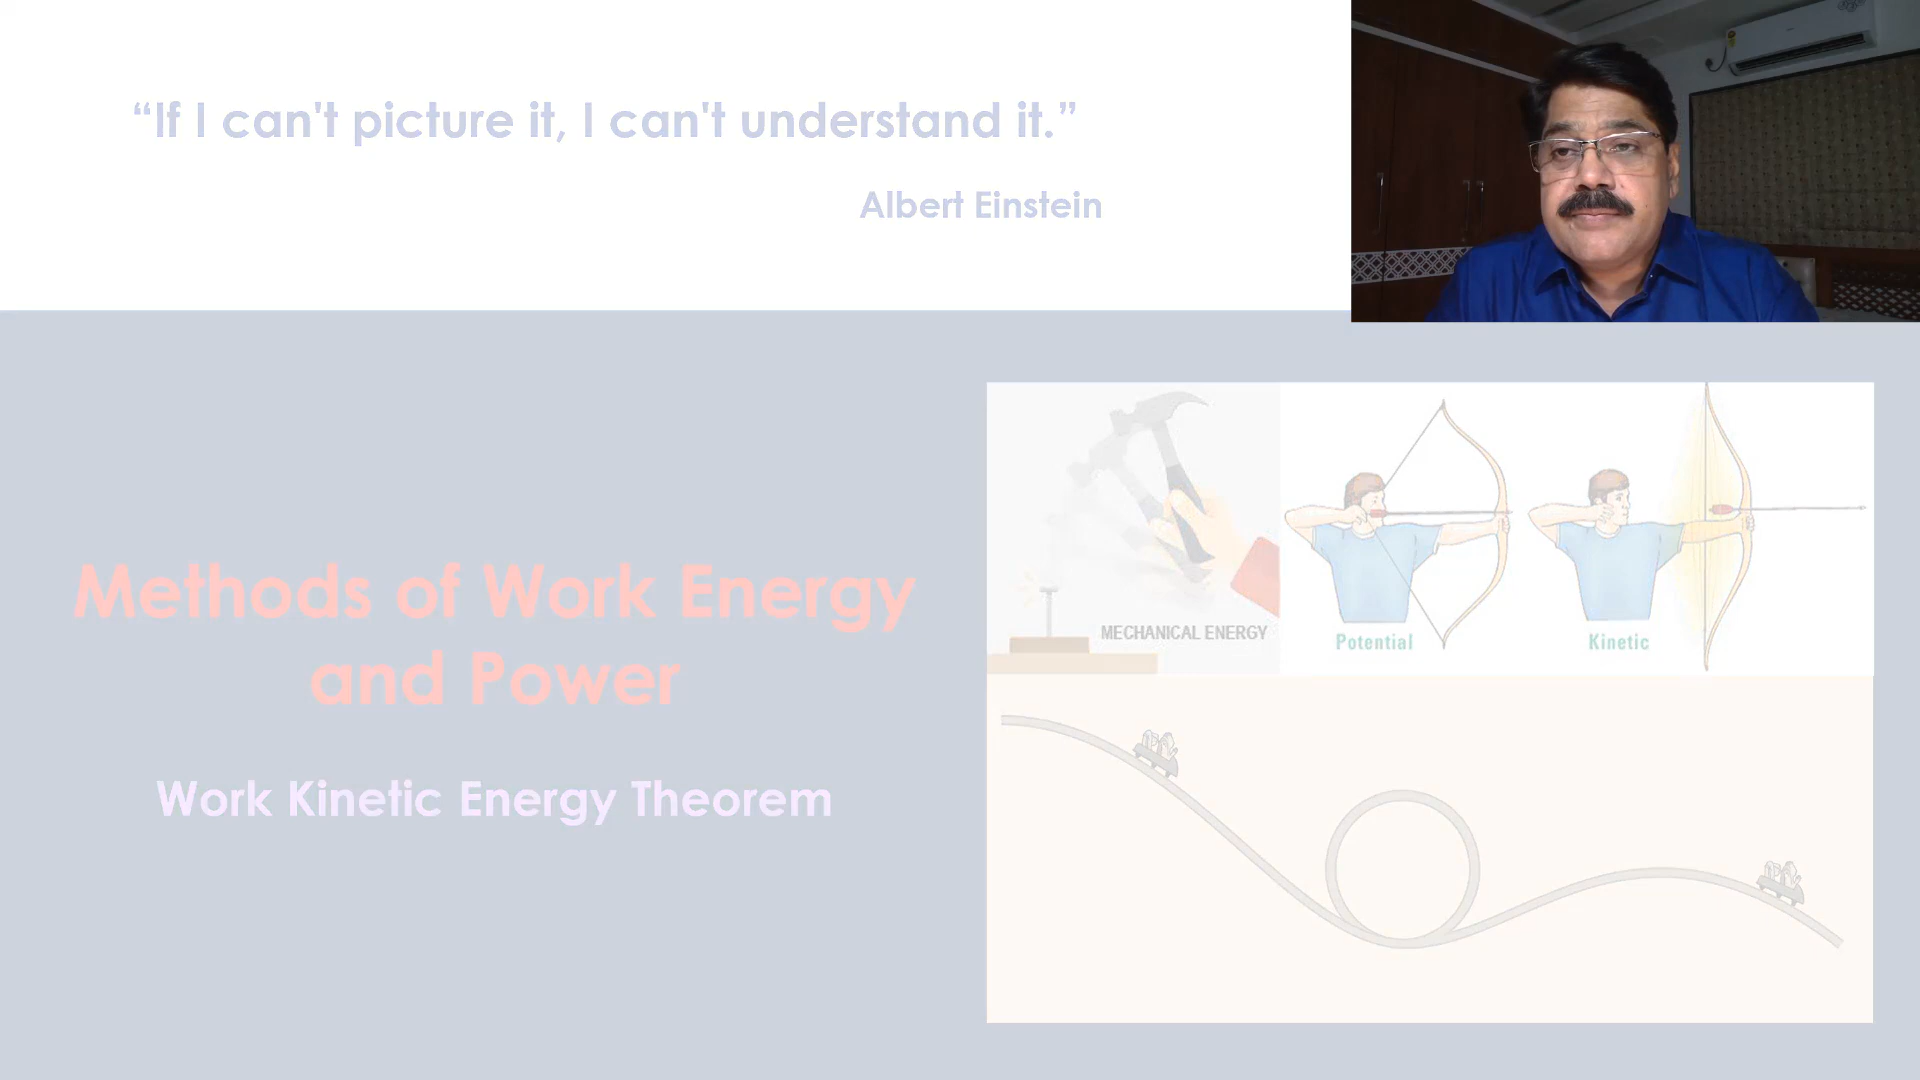 “If I can't picture it, I can't understand it.”
Albert Einstein
Methods of Work Energy
and Power
Work Kinetic Energy Theorem
MECHANICAL ENERGY
Potential
Kinetic